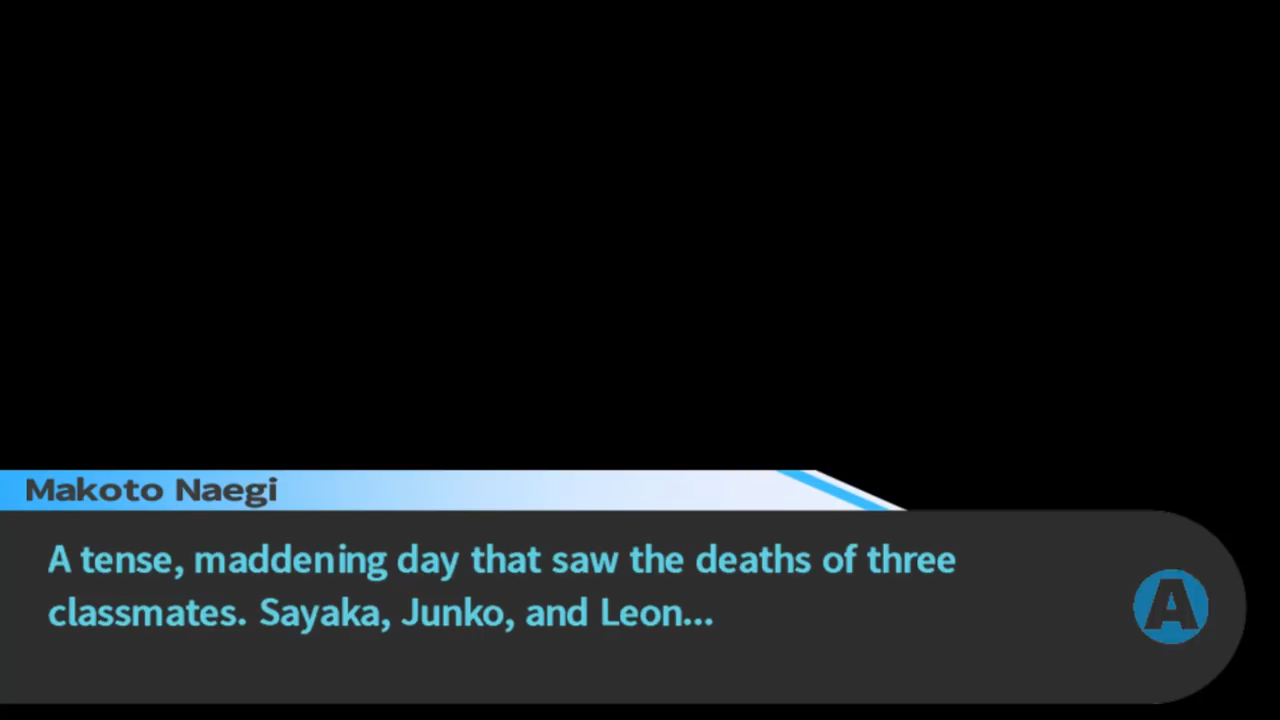 Makoto Naegi
A tense, maddening day that saw the deaths of three
classmates. Sayaka, Junko, and Leon...
A